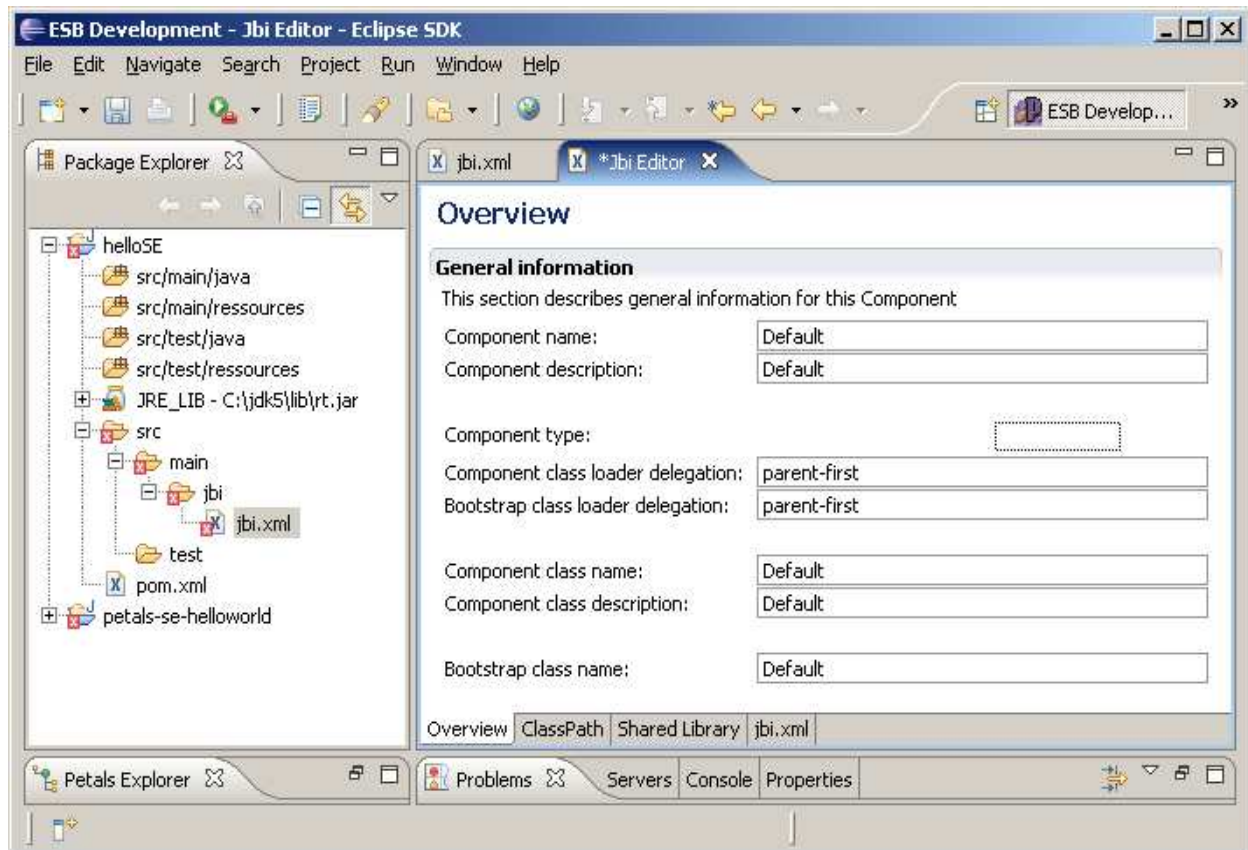 ESB Development - Jbi Editor - Eclipse SDK
File Edit Navigate Search Project Run Window Help
ESB Develop...
Package Explorer
helloSE
src/main/java
src/main/ressources
src/test/java
src/test/ressources
JRE_LIB - C:\jdk5\lib\rt.jar
src
main
jbi
jbi.xml
test
pom.xml
petals-se-helloworld
jbi.xml *Jbi Editor
Overview
General information
This section describes general information for this Component
Component name: Default
Component description: Default
Component type:
Component class loader delegation: parent-first
Bootstrap class loader delegation: parent-first
Component class name: Default
Component class description: Default
Bootstrap class name: Default
Overview ClassPath Shared Library jbi.xml
Petals Explorer
Problems Servers Console Properties